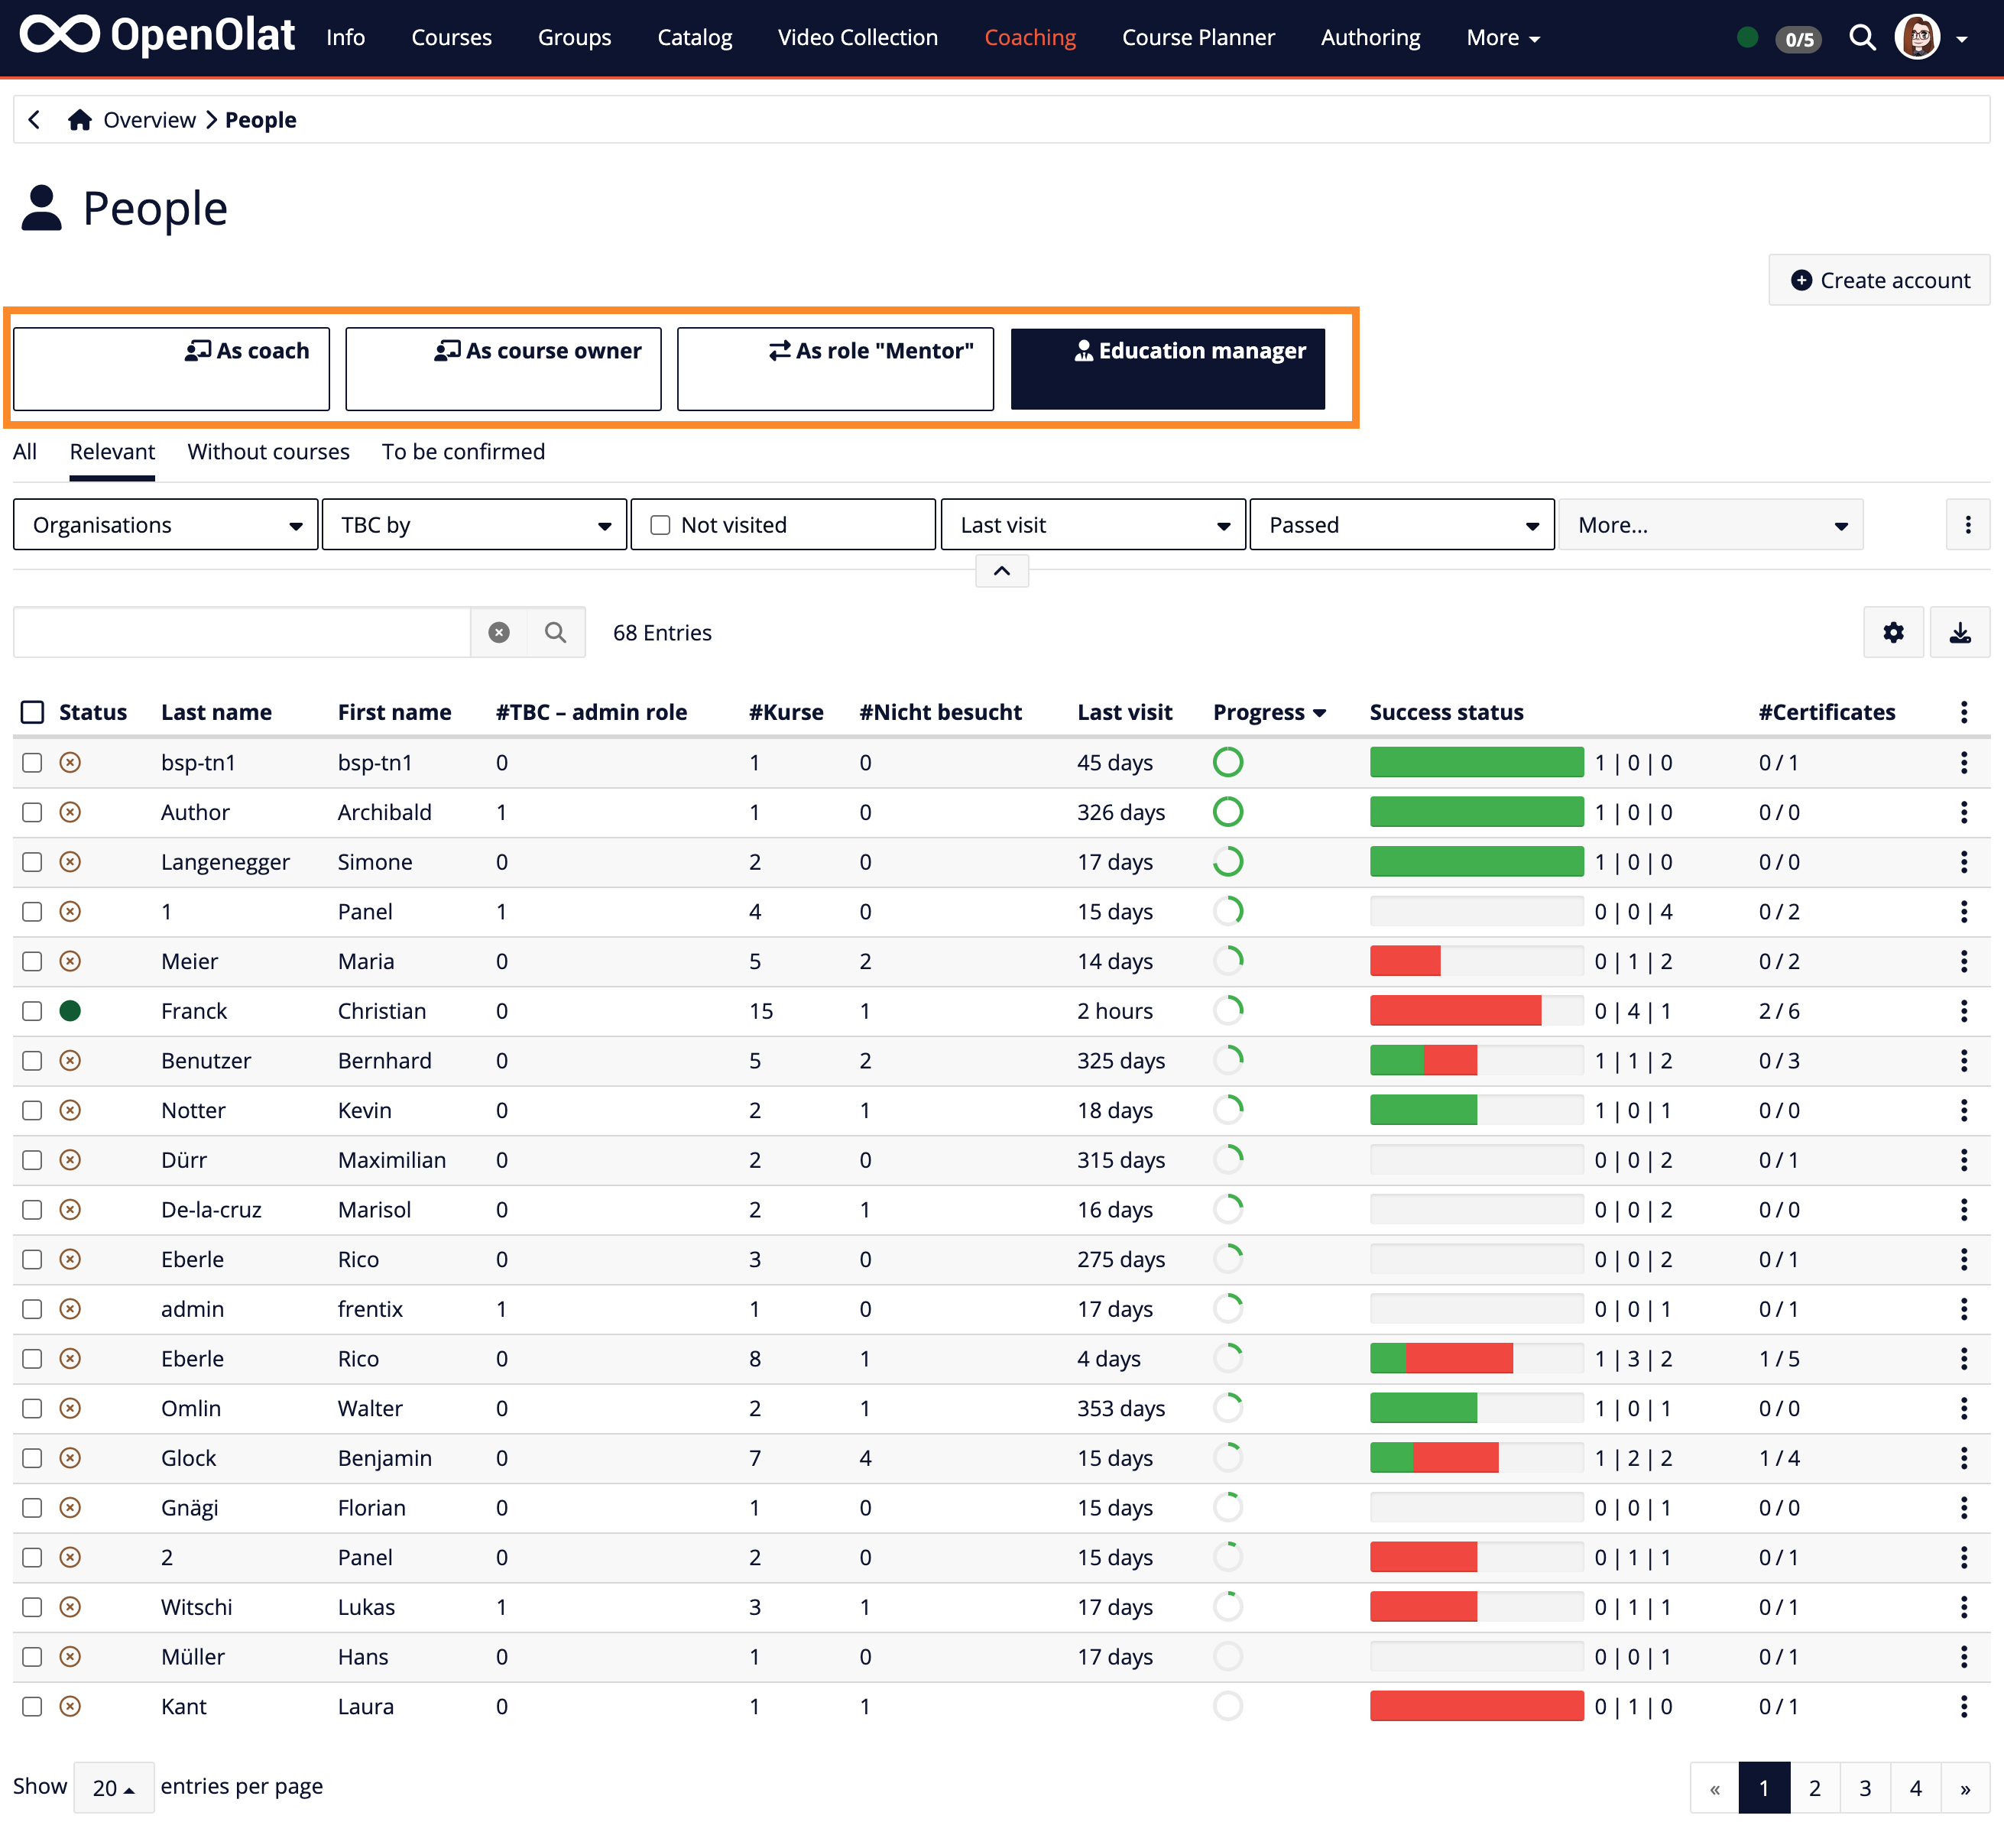 OpenOlat Info Courses Groups Catalog Video Collection Coaching Course Planner Authoring More 0/5
Overview People
People
Create account
As coach As course owner As role "Mentor" Education manager
All Relevant Without courses To be confirmed
Organisations TBC by Not visited Last visit Passed More...
68 Entries
Status Last name First name #TBC – admin role #Kurse #Nicht besucht Last visit Progress Success status #Certificates
bsp-tn1 bsp-tn1 0 1 0 45 days 1 | 0 | 0 0 / 1
Author Archibald 1 1 0 326 days 1 | 0 | 0 0 / 0
Langenegger Simone 0 2 0 17 days 1 | 0 | 0 0 / 0
1 Panel 1 4 0 15 days 0 | 0 | 4 0 / 2
Meier Maria 0 5 2 14 days 0 | 1 | 2 0 / 2
Franck Christian 0 15 1 2 hours 0 | 4 | 1 2 / 6
Benutzer Bernhard 0 5 2 325 days 1 | 1 | 2 0 / 3
Notter Kevin 0 2 1 18 days 1 | 0 | 1 0 / 0
Dürr Maximilian 0 2 0 315 days 0 | 0 | 2 0 / 1
De-la-cruz Marisol 0 2 1 16 days 0 | 0 | 2 0 / 0
Eberle Rico 0 3 0 275 days 0 | 0 | 2 0 / 1
admin frentix 1 1 0 17 days 0 | 0 | 1 0 / 1
Eberle Rico 0 8 1 4 days 1 | 3 | 2 1 / 5
Omlin Walter 0 2 1 353 days 1 | 0 | 1 0 / 0
Glock Benjamin 0 7 4 15 days 1 | 2 | 2 1 / 4
Gnägi Florian 0 1 0 15 days 0 | 0 | 1 0 / 0
2 Panel 0 2 0 15 days 0 | 1 | 1 0 / 1
Witschi Lukas 1 3 1 17 days 0 | 1 | 1 0 / 1
Müller Hans 0 1 0 17 days 0 | 0 | 1 0 / 1
Kant Laura 0 1 1 0 | 1 | 0 0 / 1
Show 20 entries per page « 1 2 3 4 »